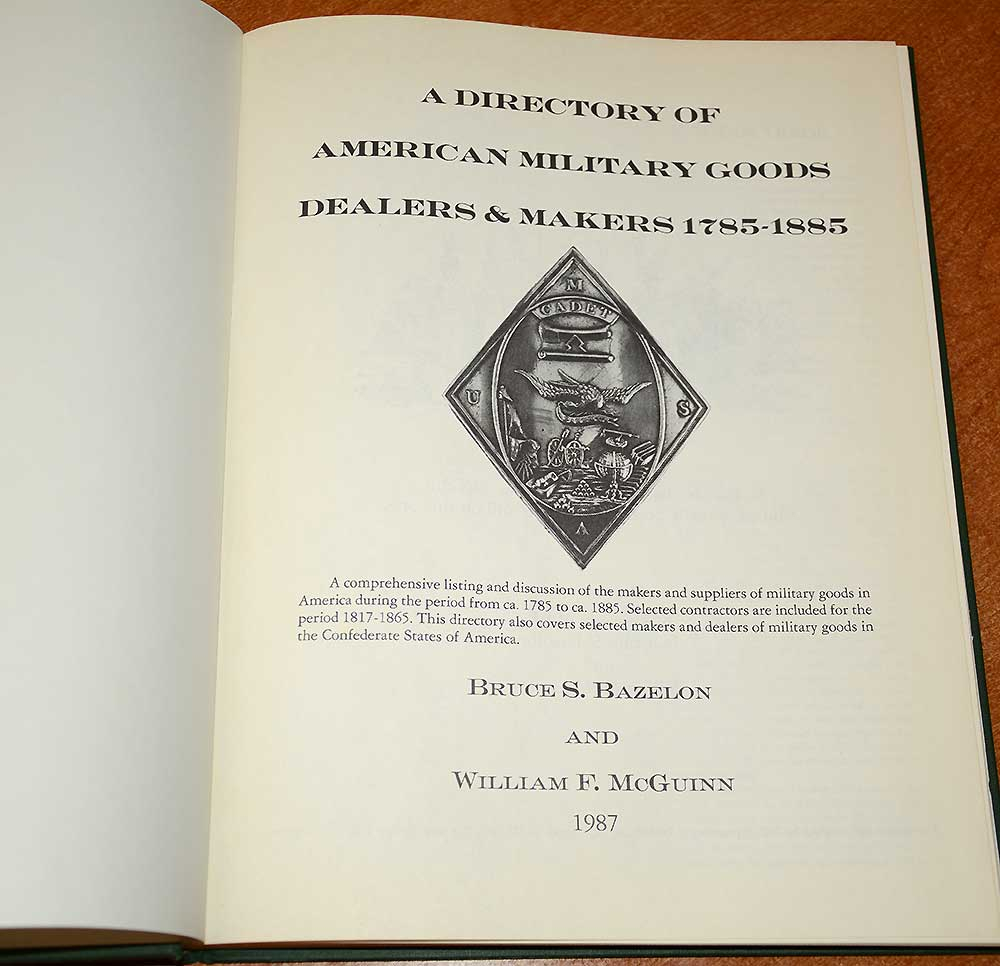 A DIRECTORY OF
AMERICAN MILITARY GOODS
DEALERS & MAKERS 1785-1885
M
CADET
U
S
A
A comprehensive listing and discussion of the makers and suppliers of military goods in
America during the period from ca. 1785 to ca. 1885. Selected contractors are included for the
period 1817-1865. This directory also covers selected makers and dealers of military goods in
the Confederate States of America.
BRUCE S. BAZELON
AND
WILLIAM F. MCGUINN
1987